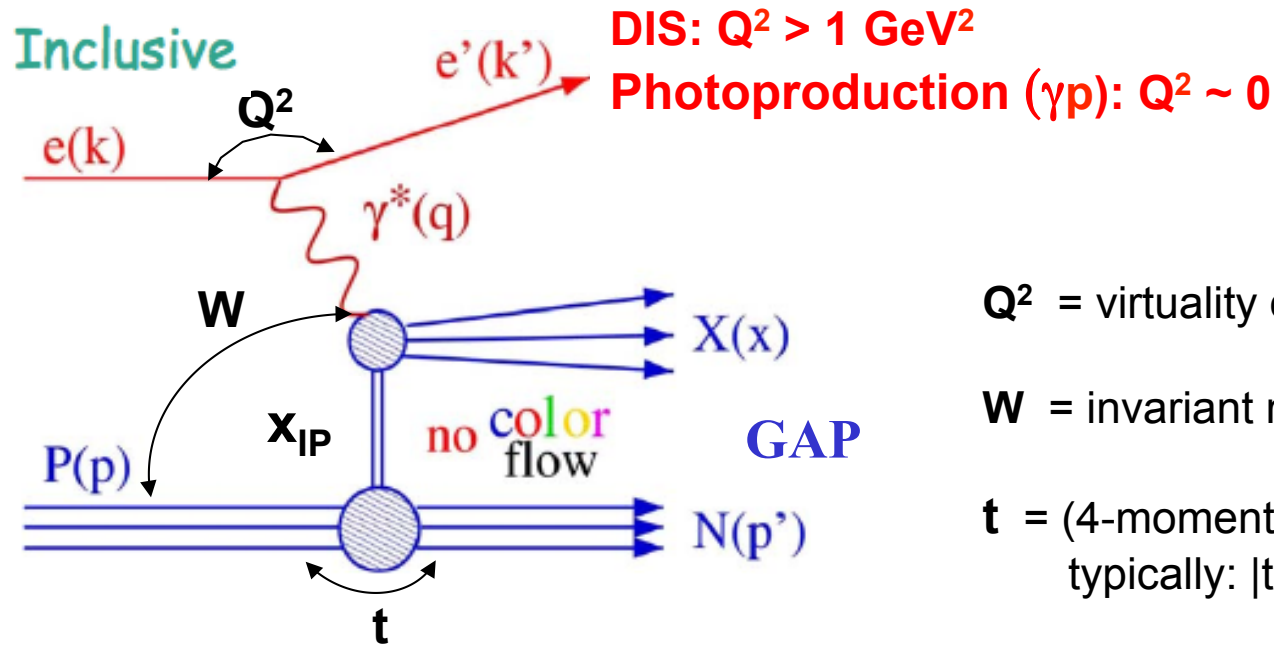 Inclusive
DIS: Q² > 1 GeV²
Photoproduction (γp): Q² ~ 0
e'(k')
Q²
e(k)
γ*(q)
W
X(x)
x_IP
no color
flow
GAP
P(p)
N(p')
t
Q² = virtuality
W = invariant
t = (4-moment
typically: |t